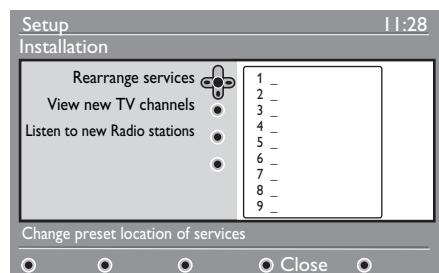 Setup 11:28
Installation
Rearrange services
View new TV channels
Listen to new Radio stations
1 _
2 _
3 _
4 _
5 _
6 _
7 _
8 _
9 _
Change preset location of services
Close